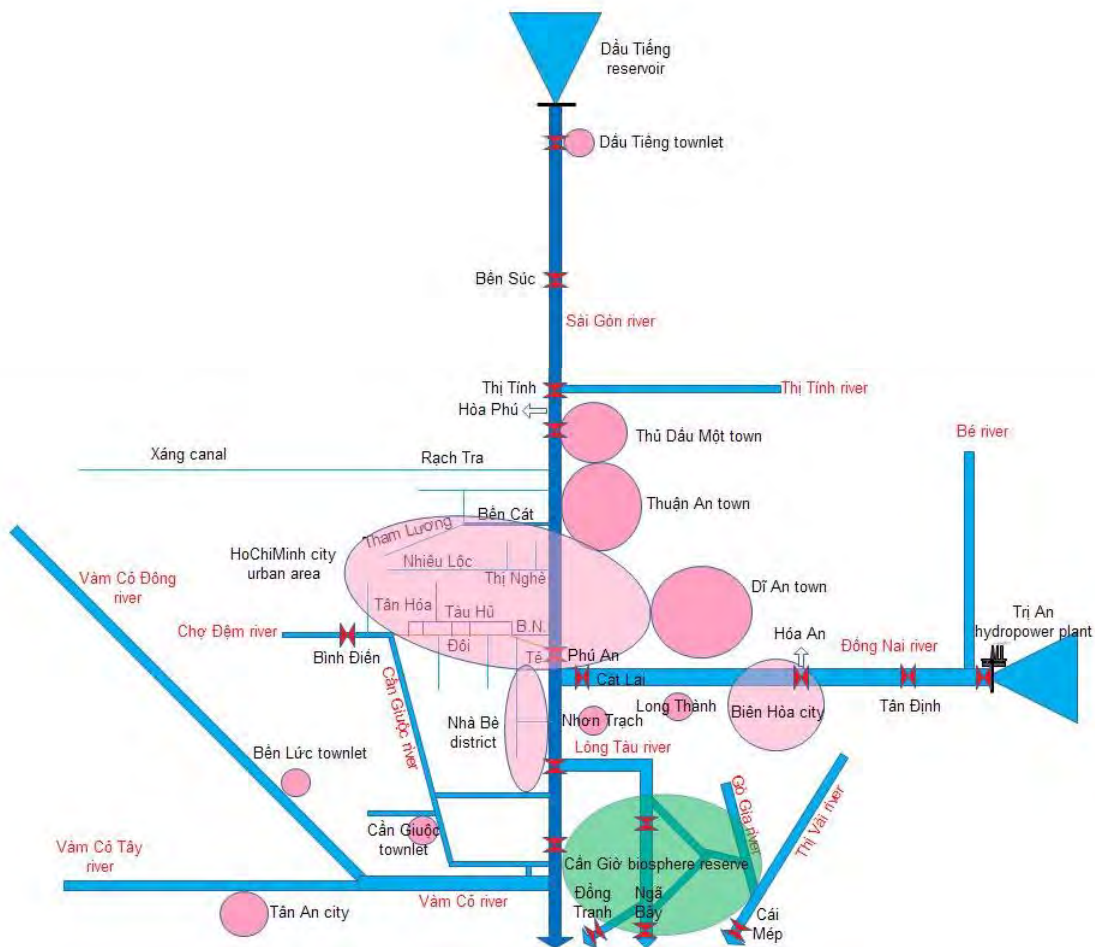 Dầu Tiếng
reservoir
Dầu Tiếng townlet
Bến Súc
Sài Gòn river
Thị Tính
Thị Tính river
Hòa Phú
Thủ Dầu Một town
Bé river
Xáng canal
Rạch Tra
Thuận An town
Bến Cát
Tham Lương
HoChiMinh city
urban area
Nhiêu Lộc
Thị Nghè
Vàm Cỏ Đông
river
Dĩ An town
Tân Hóa
Tàu Hủ
Trị An
hydropower plant
Chợ Đệm river
B.N.
Hóa An
Đồng Nai river
Bình Điền
Đôi
Tẻ
Phú An
Cát Lái
Cần Giuộc river
Long Thành
Biên Hòa city
Tân Định
Nhà Bè
district
Nhơn Trạch
Bến Lức townlet
Lòng Tàu river
Gò Gia river
Thị Vải river
Cần Giuộc
townlet
Vàm Cỏ Tây
river
Cần Giờ biosphere reserve
Vàm Cỏ river
Tân An city
Đồng
Tranh
Ngã
Bảy
Cái
Mép